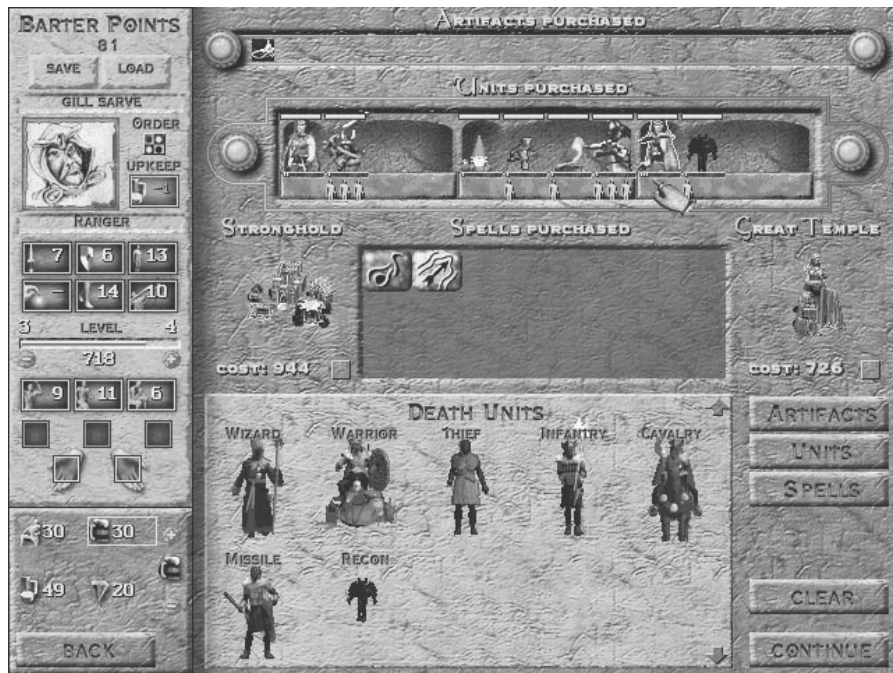 BARTER POINTS
81
SAVE LOAD
GILL SARVE
ORDER
UPKEEP
-1
RANGER
7 6 13
- 14 10
3 LEVEL 4
718
9 11 6
30 30
49 20
BACK
ARTIFACTS PURCHASED
UNITS PURCHASED
STRONGHOLD
SPELLS PURCHASED
GREAT TEMPLE
COST: 944
COST: 726
DEATH UNITS
WIZARD WARRIOR THIEF INFANTRY CAVALRY
MISSILE RECON
ARTIFACTS
UNITS
SPELLS
CLEAR
CONTINUE